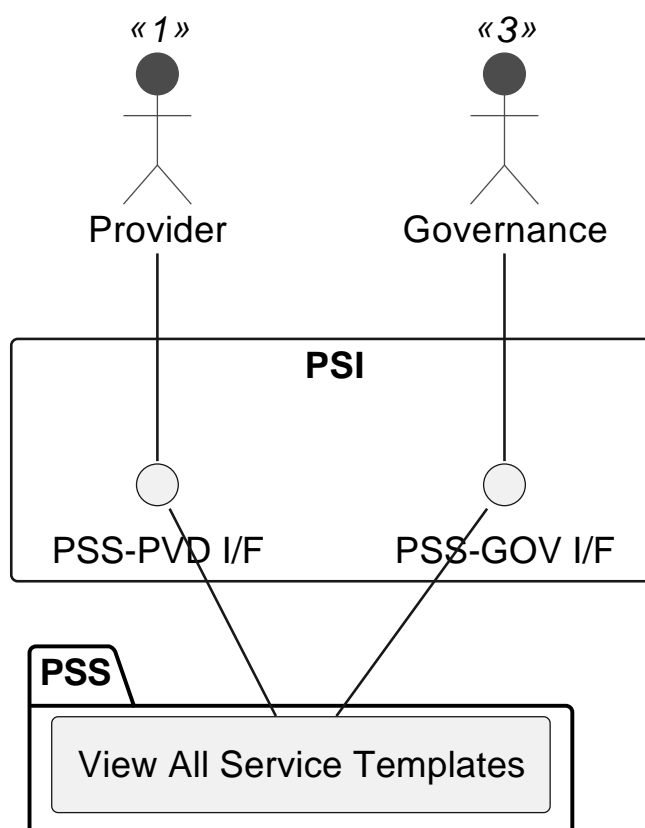 «1» «3»
Provider Governance
PSI
PSS-PVD I/F PSS-GOV I/F
PSS
View All Service Templates